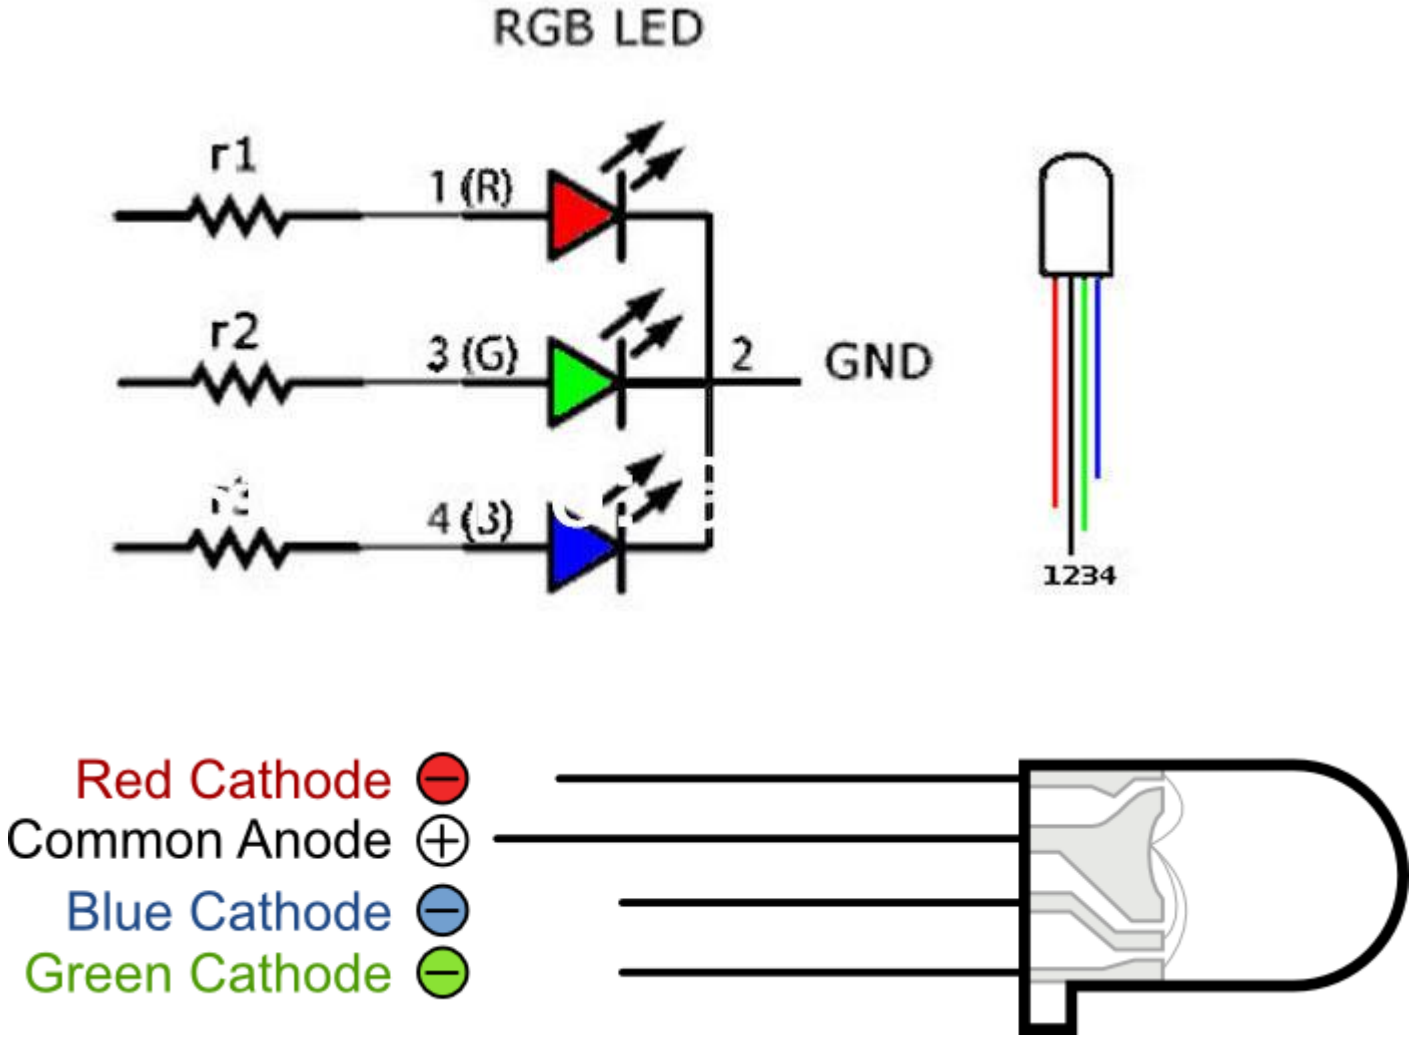 RGB LED
r1
1 (R)
r2
3 (G)
2
GND
4
1234
Red Cathode
Common Anode
Blue Cathode
Green Cathode